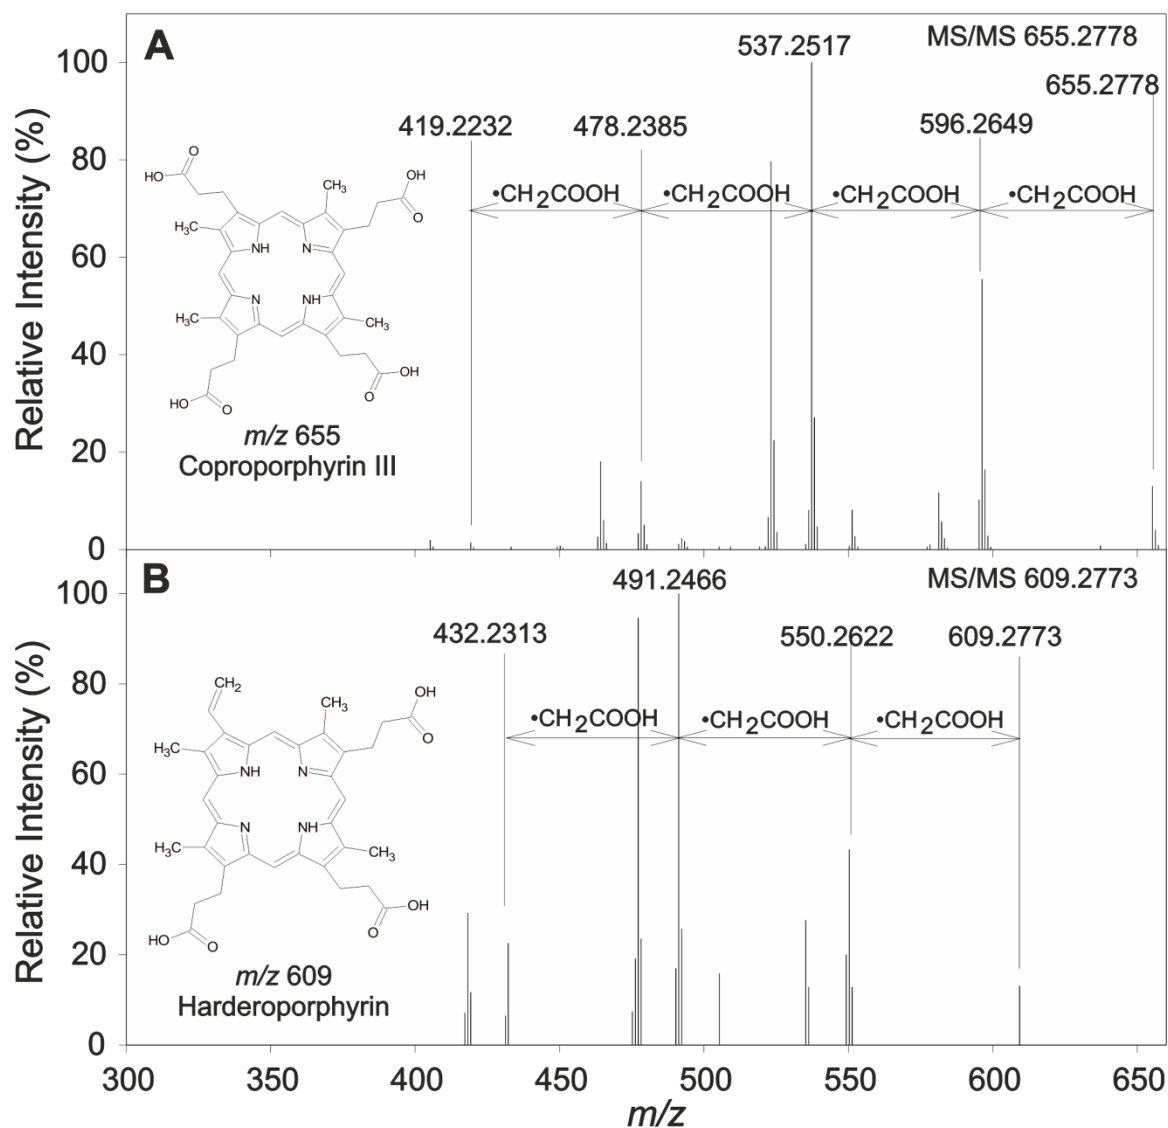 A
MS/MS 655.2778
537.2517
655.2778
419.2232
478.2385
596.2649
•CH2COOH
•CH2COOH
•CH2COOH
•CH2COOH
Relative Intensity (%)
100
80
60
40
20
0
O
HO
CH3
OH
O
H3C
NH
N
N
NH
H3C
CH3
OH
O
HO
O
m/z 655
Coproporphyrin III
B
MS/MS 609.2773
491.2466
432.2313
550.2622
609.2773
•CH2COOH
•CH2COOH
•CH2COOH
Relative Intensity (%)
100
80
60
40
20
0
CH2
CH3
OH
O
H3C
NH
N
N
NH
H3C
CH3
OH
O
HO
O
m/z 609
Harderoporphyrin
300
350
400
450
500
550
600
650
m/z